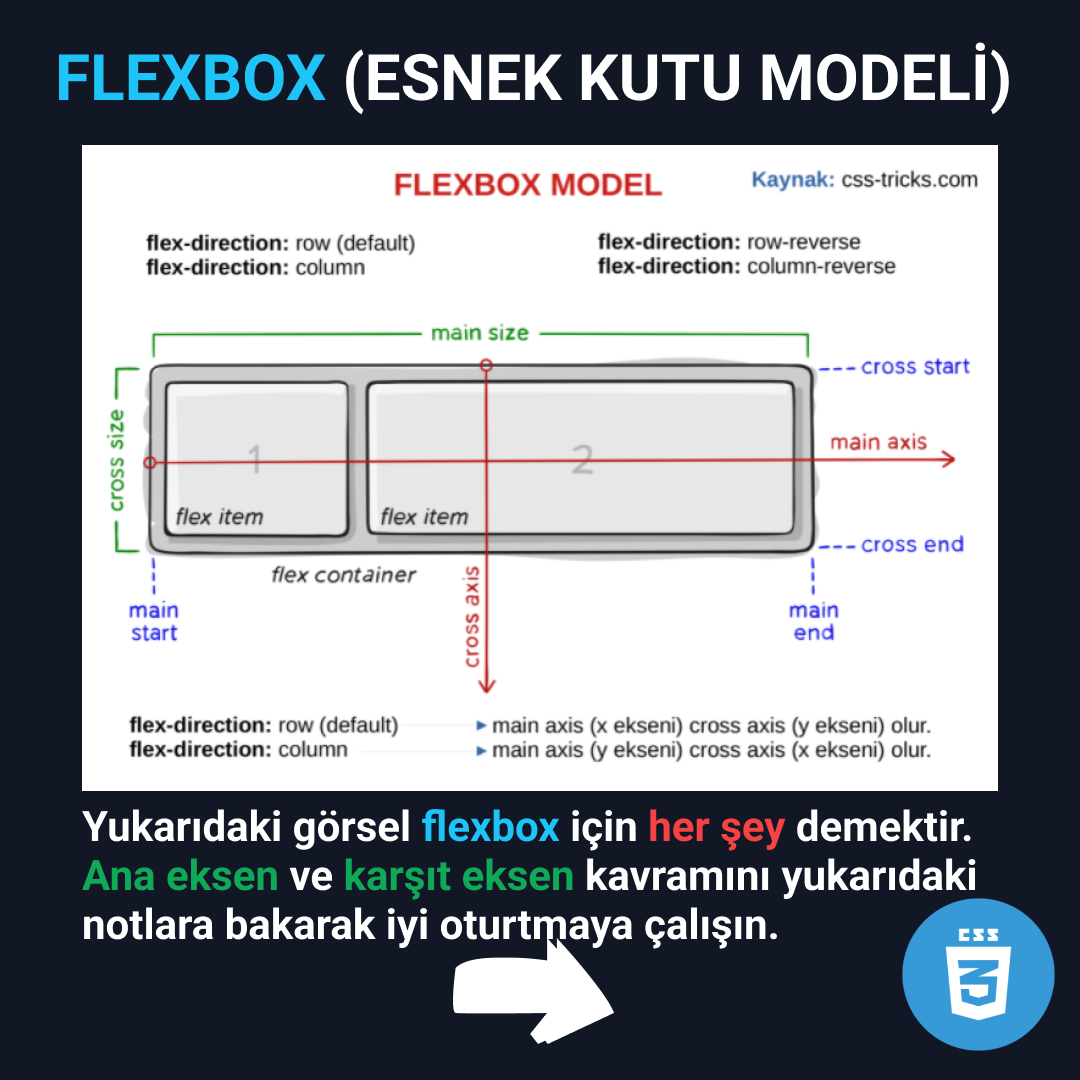 FLEXBOX (ESNEK KUTU MODELİ)
FLEXBOX MODEL
Kaynak: css-tricks.com
flex-direction: row (default)
flex-direction: column
flex-direction: row-reverse
flex-direction: column-reverse
main size
cross start
cross size
main axis
1
2
flex item
flex item
cross end
flex container
cross axis
main
start
main
end
flex-direction: row (default) ► main axis (x ekseni) cross axis (y ekseni) olur.
flex-direction: column ► main axis (y ekseni) cross axis (x ekseni) olur.
Yukarıdaki görsel flexbox için her şey demektir.
Ana eksen ve karşıt eksen kavramını yukarıdaki
notlara bakarak iyi oturtmaya çalışın.
CSS
3